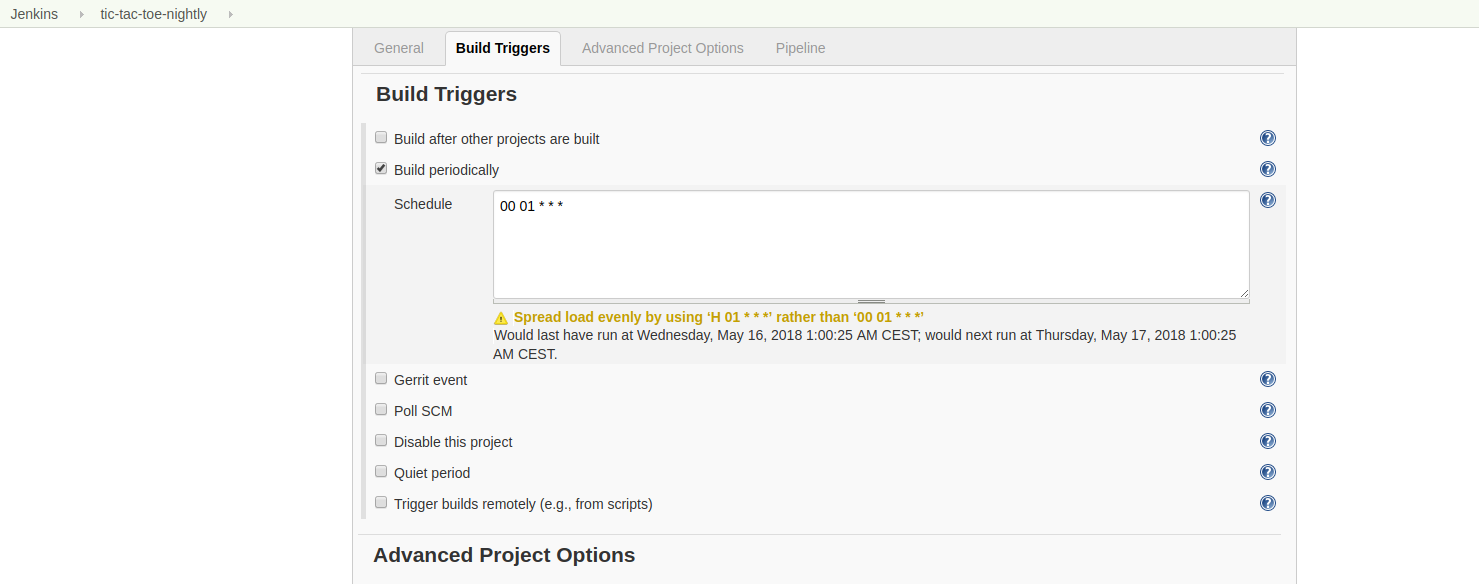 Jenkins tic-tac-toe-nightly
General Build Triggers Advanced Project Options Pipeline
Build Triggers
Build after other projects are built
Build periodically
Schedule 00 01 * * *
Spread load evenly by using ‘H 01 * * *’ rather than ‘00 01 * * *’
Would last have run at Wednesday, May 16, 2018 1:00:25 AM CEST; would next run at Thursday, May 17, 2018 1:00:25
AM CEST.
Gerrit event
Poll SCM
Disable this project
Quiet period
Trigger builds remotely (e.g., from scripts)
Advanced Project Options